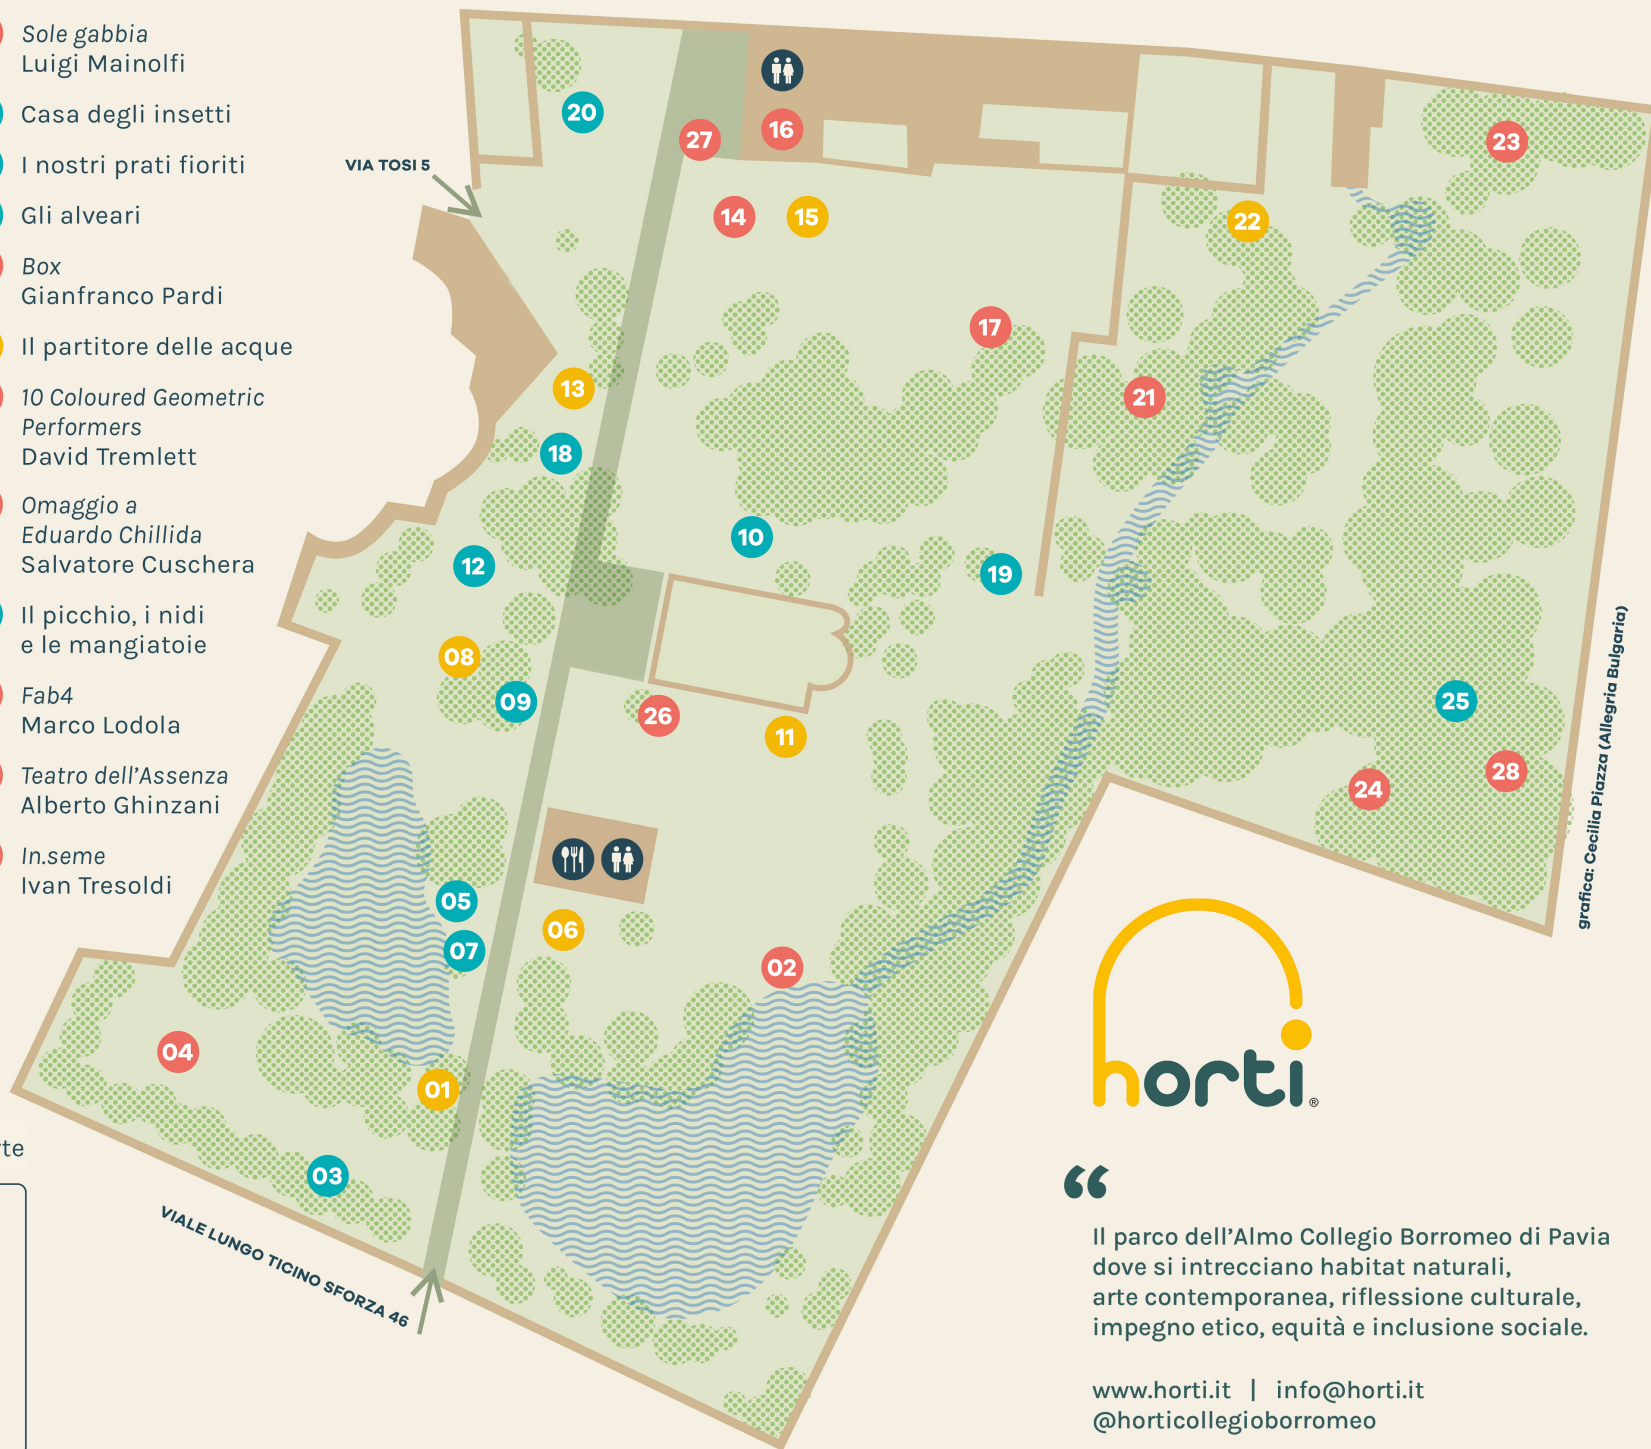 Sole gabbia
Luigi Mainolfi
Casa degli insetti
I nostri prati fioriti
Gli alveari
Box
Gianfranco Pardi
Il partitore delle acque
10 Coloured Geometric
Performers
David Tremlett
Omaggio a
Eduardo Chillida
Salvatore Cuschera
Il picchio, i nidi
e le mangiatoie
Fab4
Marco Lodola
Teatro dell'Assenza
Alberto Ghinzani
In.seme
Ivan Tresoldi
rte
VIA TOSI 5
20
27
16
23
14
15
22
17
13
21
18
10
12
19
08
09
26
11
25
28
24
05
06
07
02
04
01
03
VIALE LUNGO TICINO SFORZA 46
grafica: Cecilia Piazza (Allegria Bulgaria)
horti®
“
Il parco dell'Almo Collegio Borromeo di Pavia
dove si intrecciano habitat naturali,
arte contemporanea, riflessione culturale,
impegno etico, equità e inclusione sociale.
www.horti.it | info@horti.it
@horticollegioborromeo